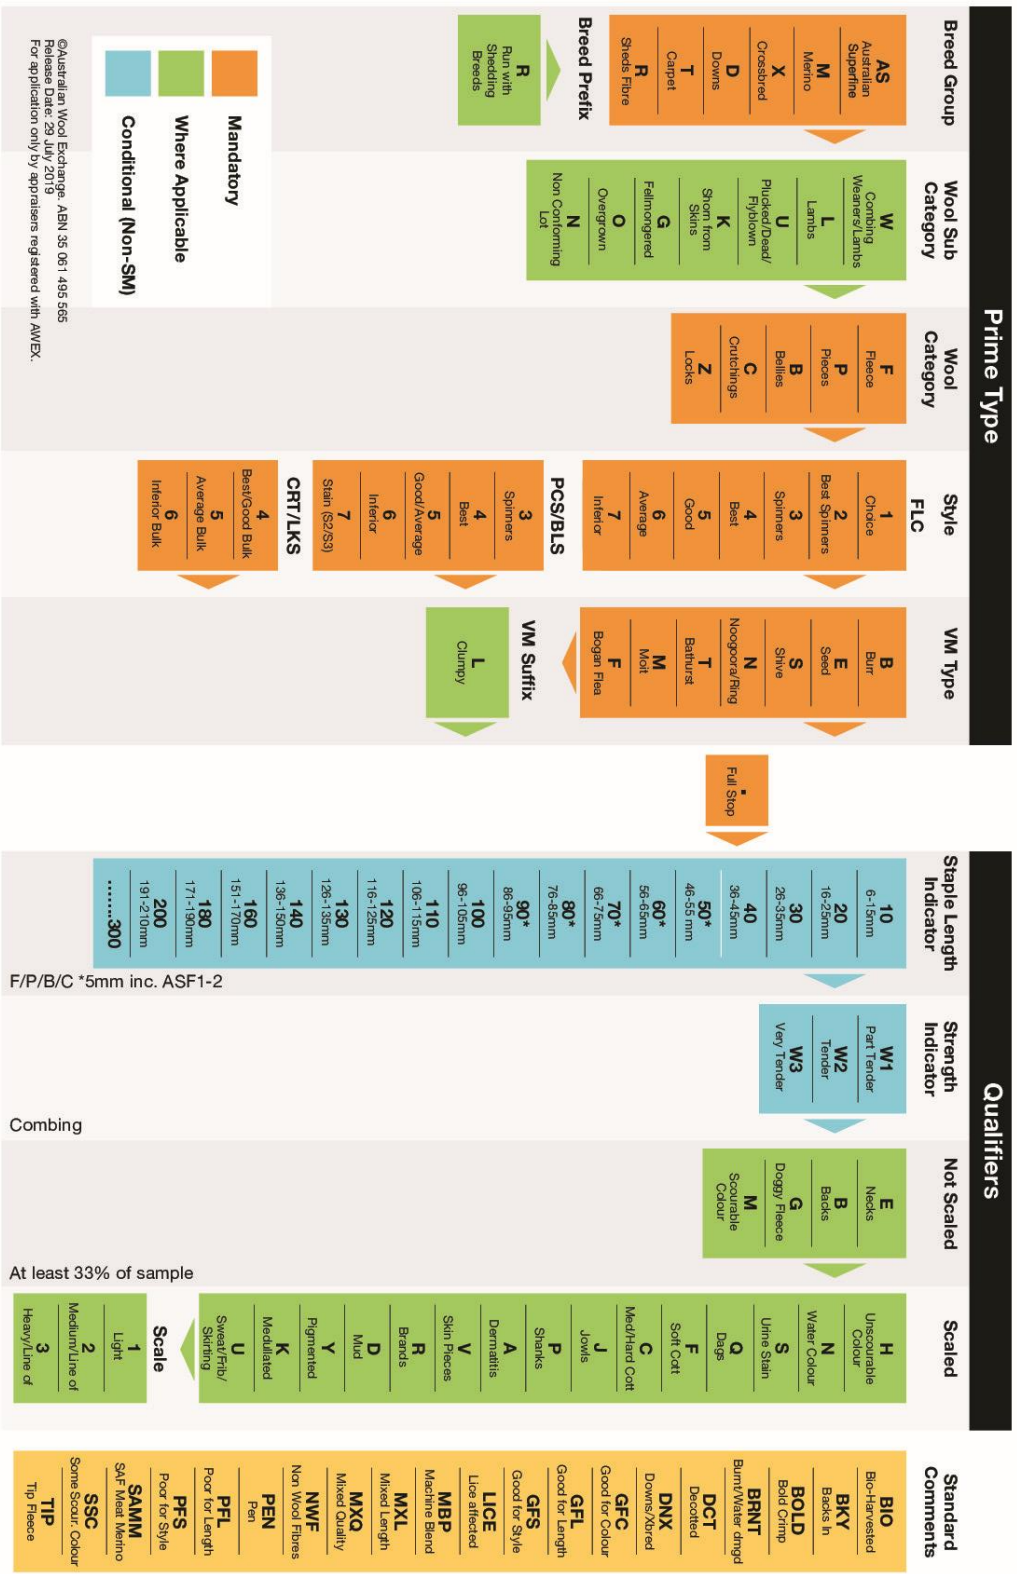 Prime Type
Qualifiers
Breed Group
AS
Australian
Superfine
M
Merino
X
Crossbred
D
Downs
T
Carpet
R
Sheds Fibre
Breed Prefix
R
Run with
Shedding
Breeds
Wool Sub
Category
W
Combing
Weaners/Lambs
L
Lambs
U
Plucked/Dead/
Flyblown
K
Shorn from
Skins
G
Fellmongered
O
Overgrown
N
Non Conforming
Lot
Wool
Category
F
Fleece
P
Pieces
B
Bellies
C
Crutchings
Z
Locks
Style
FLC
1
Choice
2
Best Spinners
3
Spinners
4
Best
5
Good
6
Average
7
Inferior
PCS/BLS
3
Spinners
4
Best
5
Good/Average
6
Inferior
7
Stain (S2/S3)
CRT/LKS
4
Best/Good Bulk
5
Average Bulk
6
Inferior Bulk
VM Type
B
Burr
E
Seed
S
Shive
N
Noogoora/Ring
T
Bathurst
M
Moit
F
Bogan Flea
VM Suffix
L
Clumpy
.
Full Stop
Staple Length
Indicator
10
6-15mm
20
16-25mm
30
26-35mm
40
36-45mm
50*
46-55 mm
60*
56-65mm
70*
66-75mm
80*
76-85mm
90*
86-95mm
100
96-105mm
110
106-115mm
120
116-125mm
130
126-135mm
140
136-150mm
160
151-170mm
180
171-190mm
200
191-210mm
.......300
F/P/B/C *5mm inc. ASF1-2
Strength
Indicator
W1
Part Tender
W2
Tender
W3
Very Tender
Combing
Not Scaled
E
Necks
B
Backs
G
Doggy Fleece
M
Scourable
Colour
At least 33% of sample
Scaled
H
Unscourable
Colour
N
Water Colour
S
Urine Stain
Q
Dags
F
Soft Cott
C
Med/Hard Cott
J
Jowls
P
Shanks
A
Dermatitis
V
Skin Pieces
R
Brands
D
Mud
Y
Pigmented
K
Medullated
U
Sweat/Frib/
Skirting
Scale
1
Light
2
Medium/Line of
3
Heavy/Line of
Standard
Comments
BIO
Bio-Harvested
BKY
Backs In
BOLD
Bold Crimp
BRNT
Burnt/Water dmgd
DCT
Decotted
DNX
Downs/Xbred
GFC
Good for Colour
GFL
Good for Length
GFS
Good for Style
LICE
Lice affected
MBP
Machine Blend
MXL
Mixed Length
MXQ
Mixed Quality
NWF
Non Wool Fibres
PEN
Pen
PFL
Poor for Length
PFS
Poor for Style
SAMM
SAF Meat Merino
SSC
Some Scour. Colour
TIP
Tip Fleece
Mandatory
Where Applicable
Conditional (Non-SM)
©Australian Wool Exchange. ABN 35 061 495 565
Release Date: 29 July 2019
For application only by appraisers registered with AWEX.